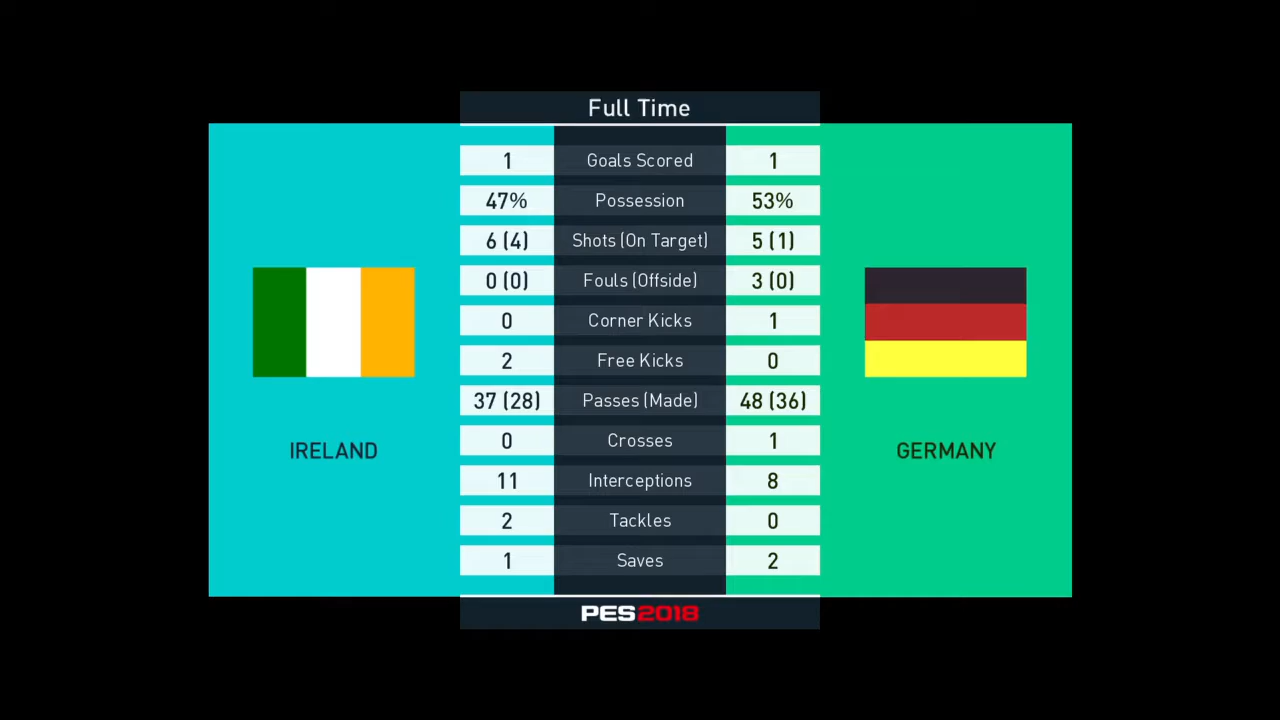 Full Time
1 Goals Scored 1
47% Possession 53%
6 (4) Shots (On Target) 5 (1)
0 (0) Fouls (Offside) 3 (0)
0 Corner Kicks 1
2 Free Kicks 0
37 (28) Passes (Made) 48 (36)
0 Crosses 1
IRELAND
GERMANY
11 Interceptions 8
2 Tackles 0
1 Saves 2
PES2018